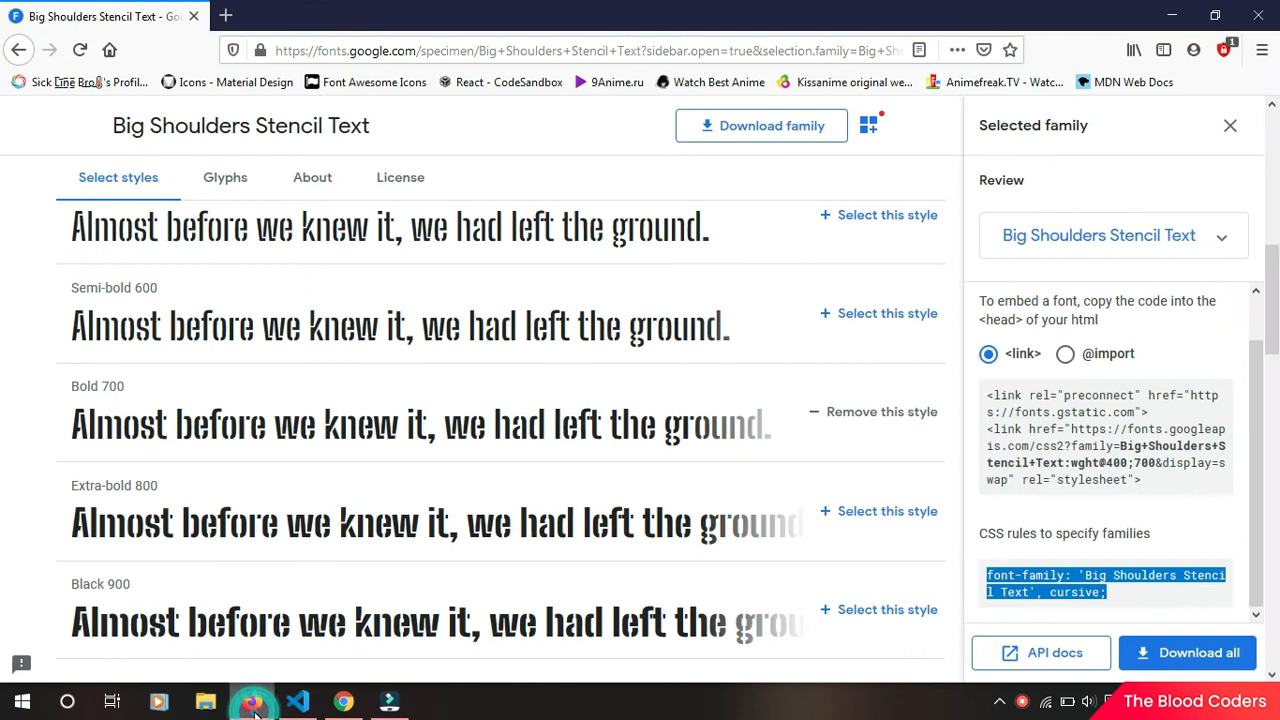 Big Shoulders Stencil Text - Goo
https://fonts.google.com/specimen/Big+Shoulders+Stencil+Text?sidebar.open=true&selection.family=Big+Sh
Sick Line Bro's Profil...
Icons - Material Design
Font Awesome Icons
React - CodeSandbox
9Anime.ru
Watch Best Anime
Kissanime original we...
Animefreak.TV - Watc...
MDN Web Docs
Big Shoulders Stencil Text
Download family
Select styles
Glyphs
About
License
Almost before we knew it, we had left the ground.
+ Select this style
Semi-bold 600
Almost before we knew it, we had left the ground.
+ Select this style
Bold 700
Almost before we knew it, we had left the ground.
− Remove this style
Extra-bold 800
Almost before we knew it, we had left the ground
+ Select this style
Black 900
Almost before we knew it, we had left the grou
+ Select this style
Selected family
Review
Big Shoulders Stencil Text
To embed a font, copy the code into the
<head> of your html
<link>
@import
<link rel="preconnect" href="http
s://fonts.gstatic.com">
<link href="https://fonts.googleap
is.com/css2?family=Big+Shoulders+S
tencil+Text:wght@400;700&display=s
wap" rel="stylesheet">
CSS rules to specify families
font-family: 'Big Shoulders Stenci
l Text', cursive;
API docs
Download all
1
The Blood Coders